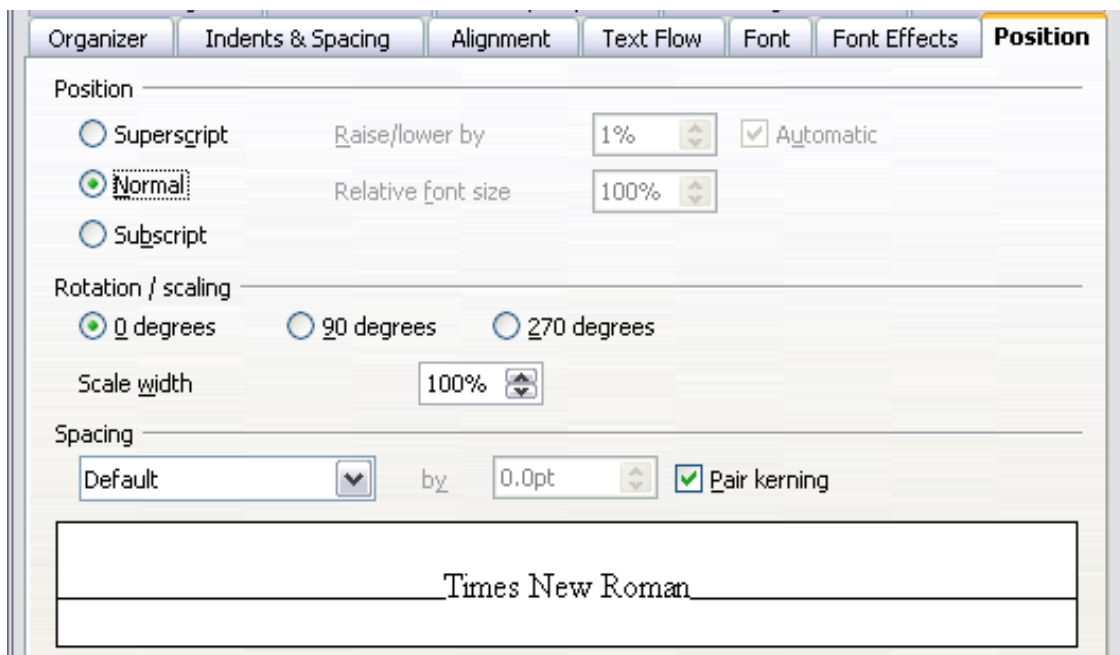 Organizer Indents & Spacing Alignment Text Flow Font Font Effects Position
Position
Superscript Raise/lower by 1% Automatic
Normal Relative font size 100%
Subscript
Rotation / scaling
0 degrees 90 degrees 270 degrees
Scale width 100%
Spacing
Default by 0.0pt Pair kerning
Times New Roman